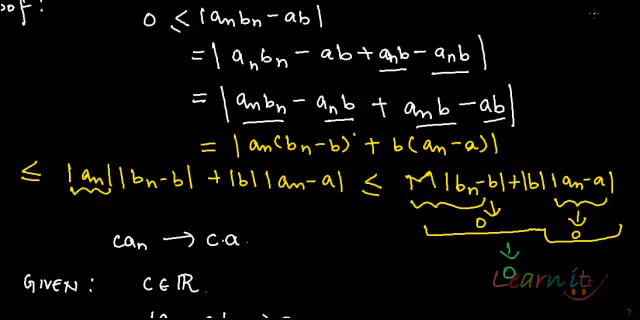 0 ≤ |anbn - ab|
= | anbn - ab + anb - anb |
= | anbn - anb + anb - ab |
= | an(bn - b) + b(an - a) |
≤ |an| |bn - b| + |b| |an - a| ≤ M |bn - b| + |b| |an - a|
↓ ↓
0 0
can → c.a ↓
0
Learnit
GIVEN: c ∈ ℝ